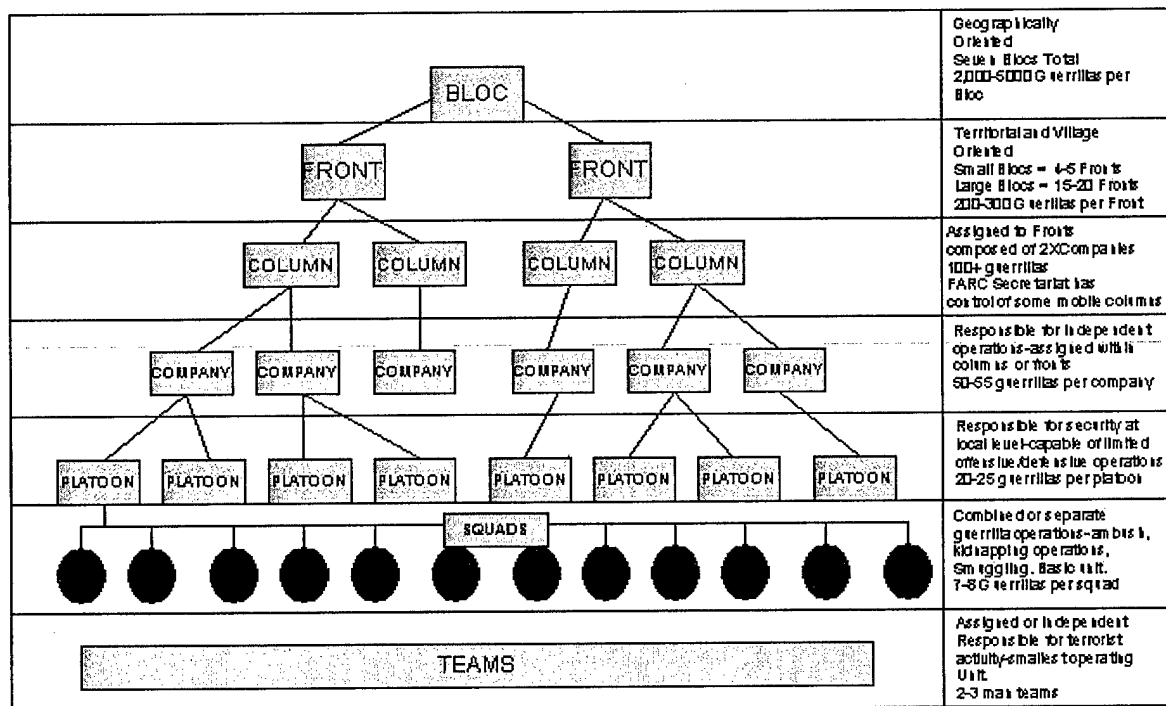 BLOC
Geographically
Oriented
Seven Blocs Total
2,000-5000 Guerrillas per
Bloc
FRONT
FRONT
Territorial and Village
Oriented
Small Blocs = 4-5 Fronts
Large Blocs = 15-20 Fronts
200-300 Guerillas per Front
COLUMN
COLUMN
COLUMN
COLUMN
Assigned to Fronts
composed of 2XCompanies
100+ guerrillas
FARC Secretariat has
control of some mobile columns
COMPANY
COMPANY
COMPANY
COMPANY
COMPANY
COMPANY
Responsible for Independent
operations-assigned within
columns or fronts
50-55 guerrillas per company
PLATOON
PLATOON
PLATOON
PLATOON
PLATOON
PLATOON
PLATOON
PLATOON
Responsible for security at
local level-capable of limited
offensive/defensive operations
20-25 guerrillas per platoon
SQUADS
Combined or separate
guerrilla operations-ambush,
kidnapping operations,
Smuggling. Basic unit.
7-8 Guerrillas per squad
TEAMS
Assigned or Independent
Responsible for terrorist
activity-smallest operating
Unit.
2-3 man teams